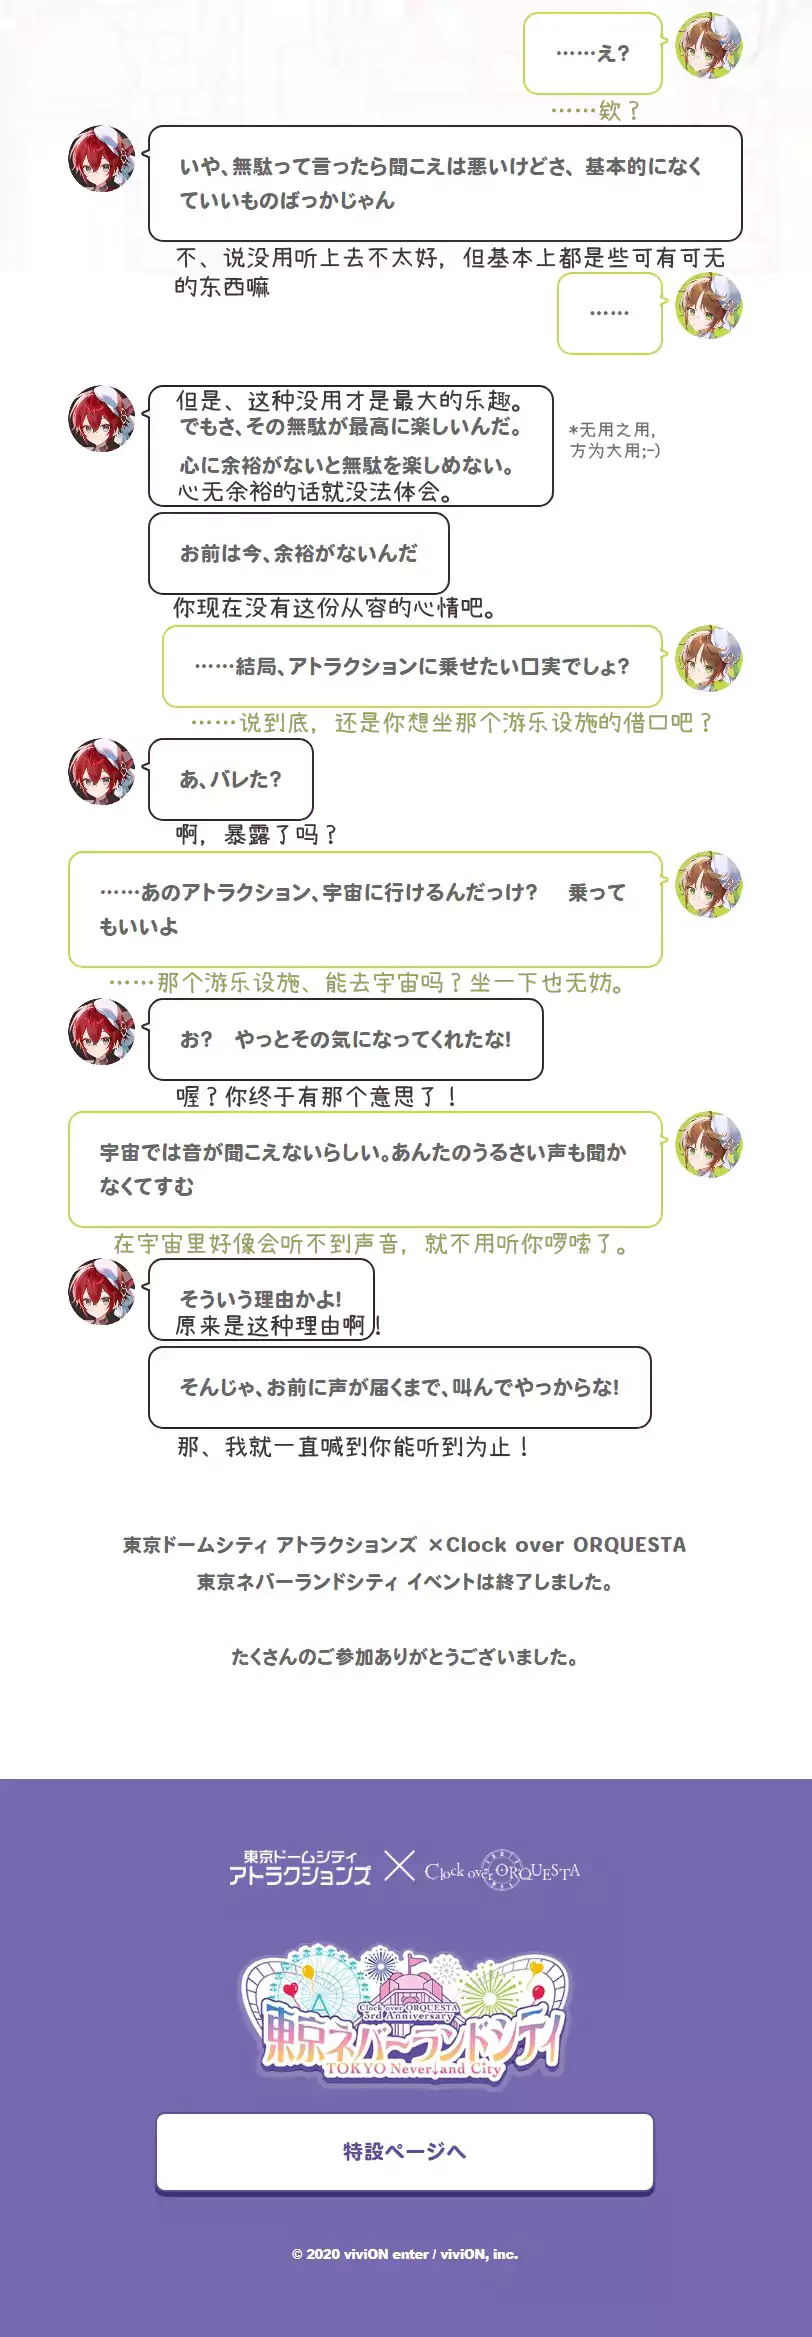 ……え?
……欸？
いや、無駄って言ったら聞こえは悪いけどさ、基本的になく
ていいものばっかじゃん
不、说没用听上去不太好，但基本上都是些可有可无
的东西嘛
……
但是、这种没用才是最大的乐趣。
でもさ、その無駄が最高に楽しいんだ。
*无用之用，
方为大用;-)
心に余裕がないと無駄を楽しめない。
心无余裕的话就没法体会。
お前は今、余裕がないんだ
你现在没有这份从容的心情吧。
……結局、アトラクションに乗せたい口実でしょ?
……说到底，还是你想坐那个游乐设施的借口吧？
あ、バレた?
啊，暴露了吗？
……あのアトラクション、宇宙に行けるんだっけ?　乗って
もいいよ
……那个游乐设施、能去宇宙吗？坐一下也无妨。
お?　やっとその気になってくれたな!
喔？你终于有那个意思了！
宇宙では音が聞こえないらしい。あんたのうるさい声も聞か
なくてすむ
在宇宙里好像会听不到声音，就不用听你啰嗦了。
そういう理由かよ!
原来是这种理由啊！
そんじゃ、お前に声が届くまで、叫んでやっからな!
那、我就一直喊到你能听到为止！
東京ドームシティ アトラクションズ ×Clock over ORQUESTA
東京ネバーランドシティ イベントは終了しました。
たくさんのご参加ありがとうございました。
東京ドームシティ
アトラクションズ × Clock over ORQUESTA
Clock over ORQUESTA
3rd Anniversary
東京ネバーランドシティ
TOKYO Never↓and City
特設ページへ
© 2020 viviON enter / viviON, inc.